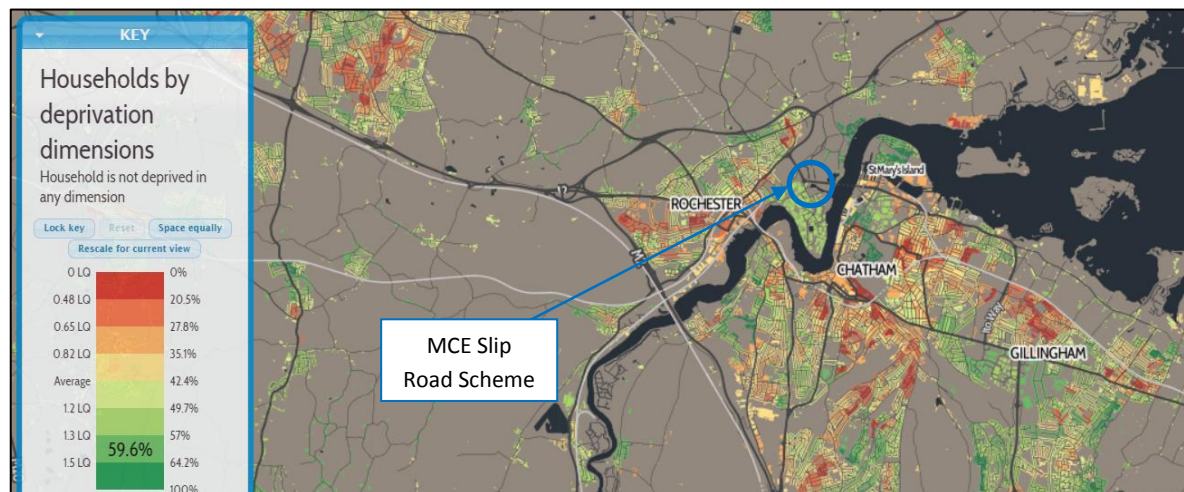 KEY
Households by
deprivation
dimensions
Household is not deprived in
any dimension
Lock key
Reset
Space equally
Rescale for current view
0 LQ 0%
0.48 LQ 20.5%
0.65 LQ 27.8%
0.82 LQ 35.1%
Average 42.4%
1.2 LQ 49.7%
1.3 LQ 57%
59.6%
1.5 LQ 64.2%
100%
ROCHESTER
St Mary's Island
CHATHAM
GILLINGHAM
Ito Way
MCE Slip
Road Scheme